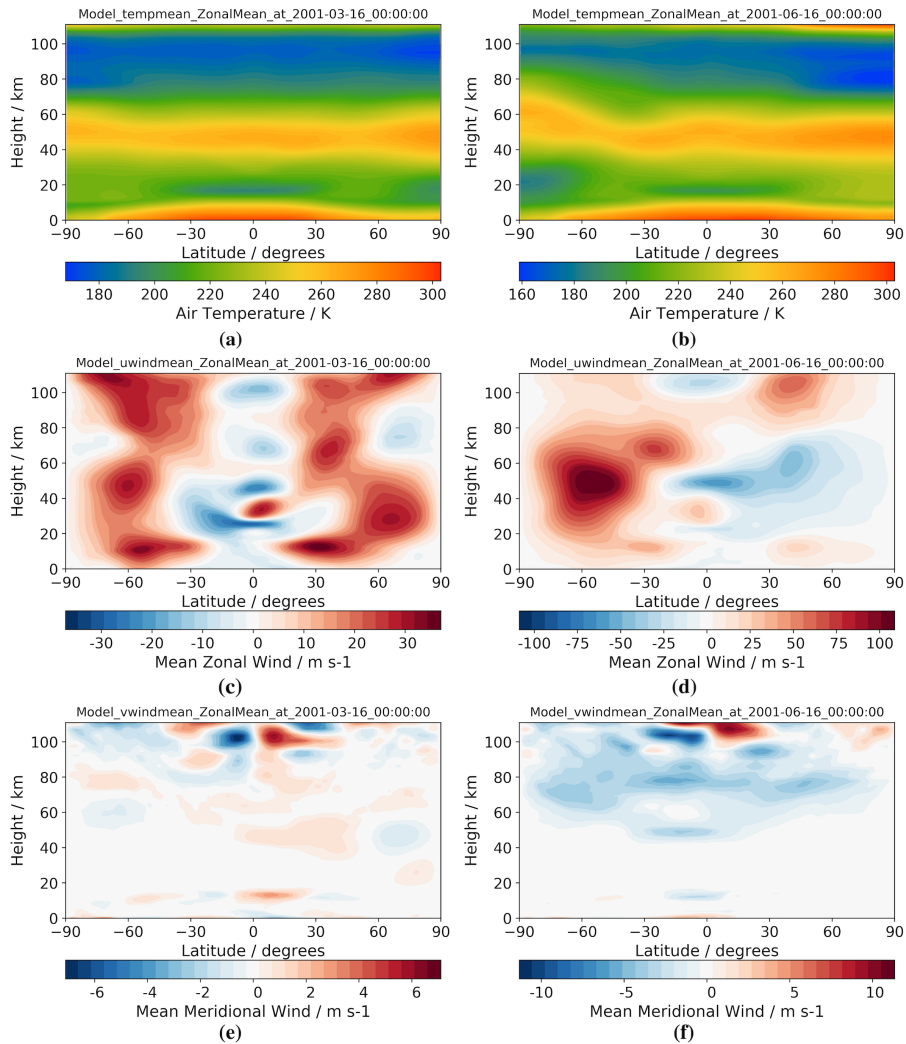 Model_tempmean_ZonalMean_at_2001-03-16_00:00:00
Height / km
100
80
60
40
20
0
−90 −60 −30 0 30 60 90
Latitude / degrees
180 200 220 240 260 280 300
Air Temperature / K
(a)
Model_tempmean_ZonalMean_at_2001-06-16_00:00:00
Height / km
100
80
60
40
20
0
−90 −60 −30 0 30 60 90
Latitude / degrees
160 180 200 220 240 260 280 300
Air Temperature / K
(b)
Model_uwindmean_ZonalMean_at_2001-03-16_00:00:00
Height / km
100
80
60
40
20
0
−90 −60 −30 0 30 60 90
Latitude / degrees
-30 -20 -10 0 10 20 30
Mean Zonal Wind / m s-1
(c)
Model_uwindmean_ZonalMean_at_2001-06-16_00:00:00
Height / km
100
80
60
40
20
0
−90 −60 −30 0 30 60 90
Latitude / degrees
-100 -75 -50 -25 0 25 50 75 100
Mean Zonal Wind / m s-1
(d)
Model_vwindmean_ZonalMean_at_2001-03-16_00:00:00
Height / km
100
80
60
40
20
0
−90 −60 −30 0 30 60 90
Latitude / degrees
-6 -4 -2 0 2 4 6
Mean Meridional Wind / m s-1
(e)
Model_vwindmean_ZonalMean_at_2001-06-16_00:00:00
Height / km
100
80
60
40
20
0
−90 −60 −30 0 30 60 90
Latitude / degrees
-10 -5 0 5 10
Mean Meridional Wind / m s-1
(f)